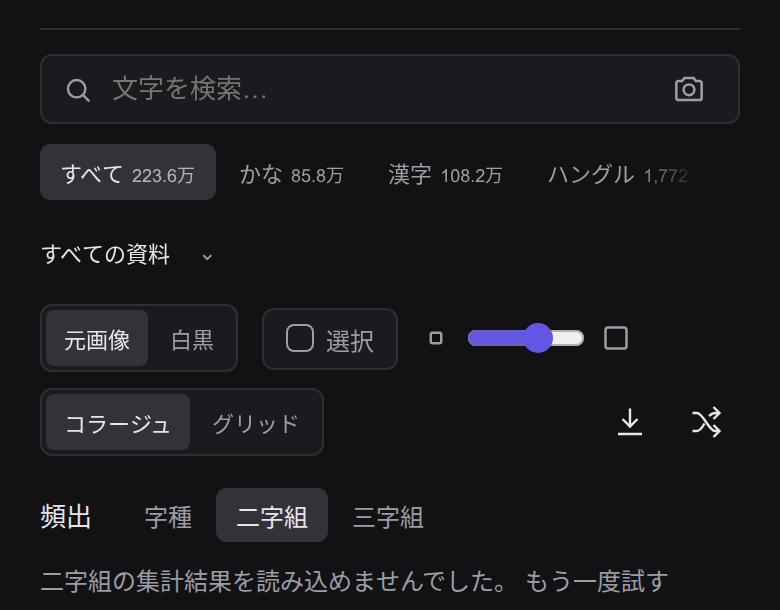 文字を検索…
すべて 223.6万 かな 85.8万 漢字 108.2万 ハングル 1,772
すべての資料
元画像 白黒 選択
コラージュ グリッド
頻出 字種 二字組 三字組
二字組の集計結果を読み込めませんでした。 もう一度試す